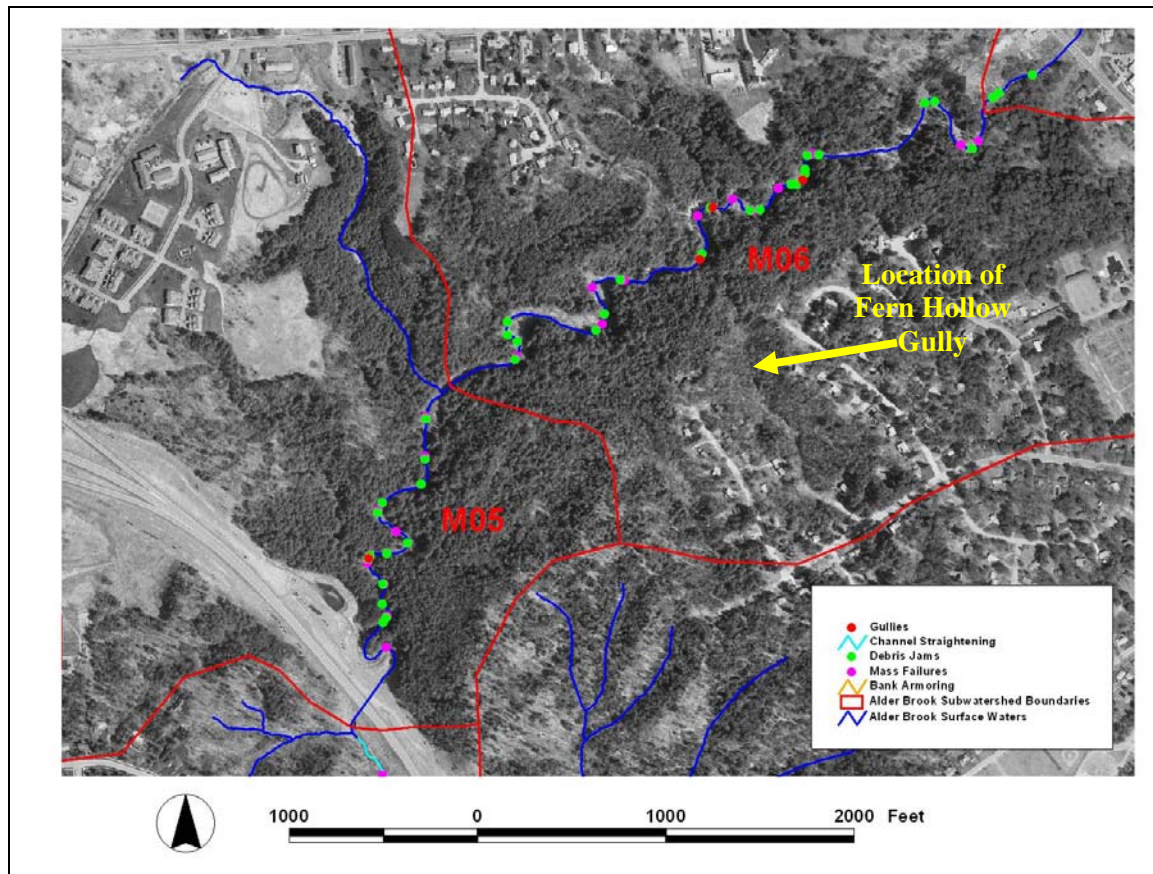 M06
Location of
Fern Hollow
Gully
M05
Gullies
Channel Straightening
Debris Jams
Mass Failures
Bank Armoring
Alder Brook Subwatershed Boundaries
Alder Brook Surface Waters
1000 0 1000 2000 Feet